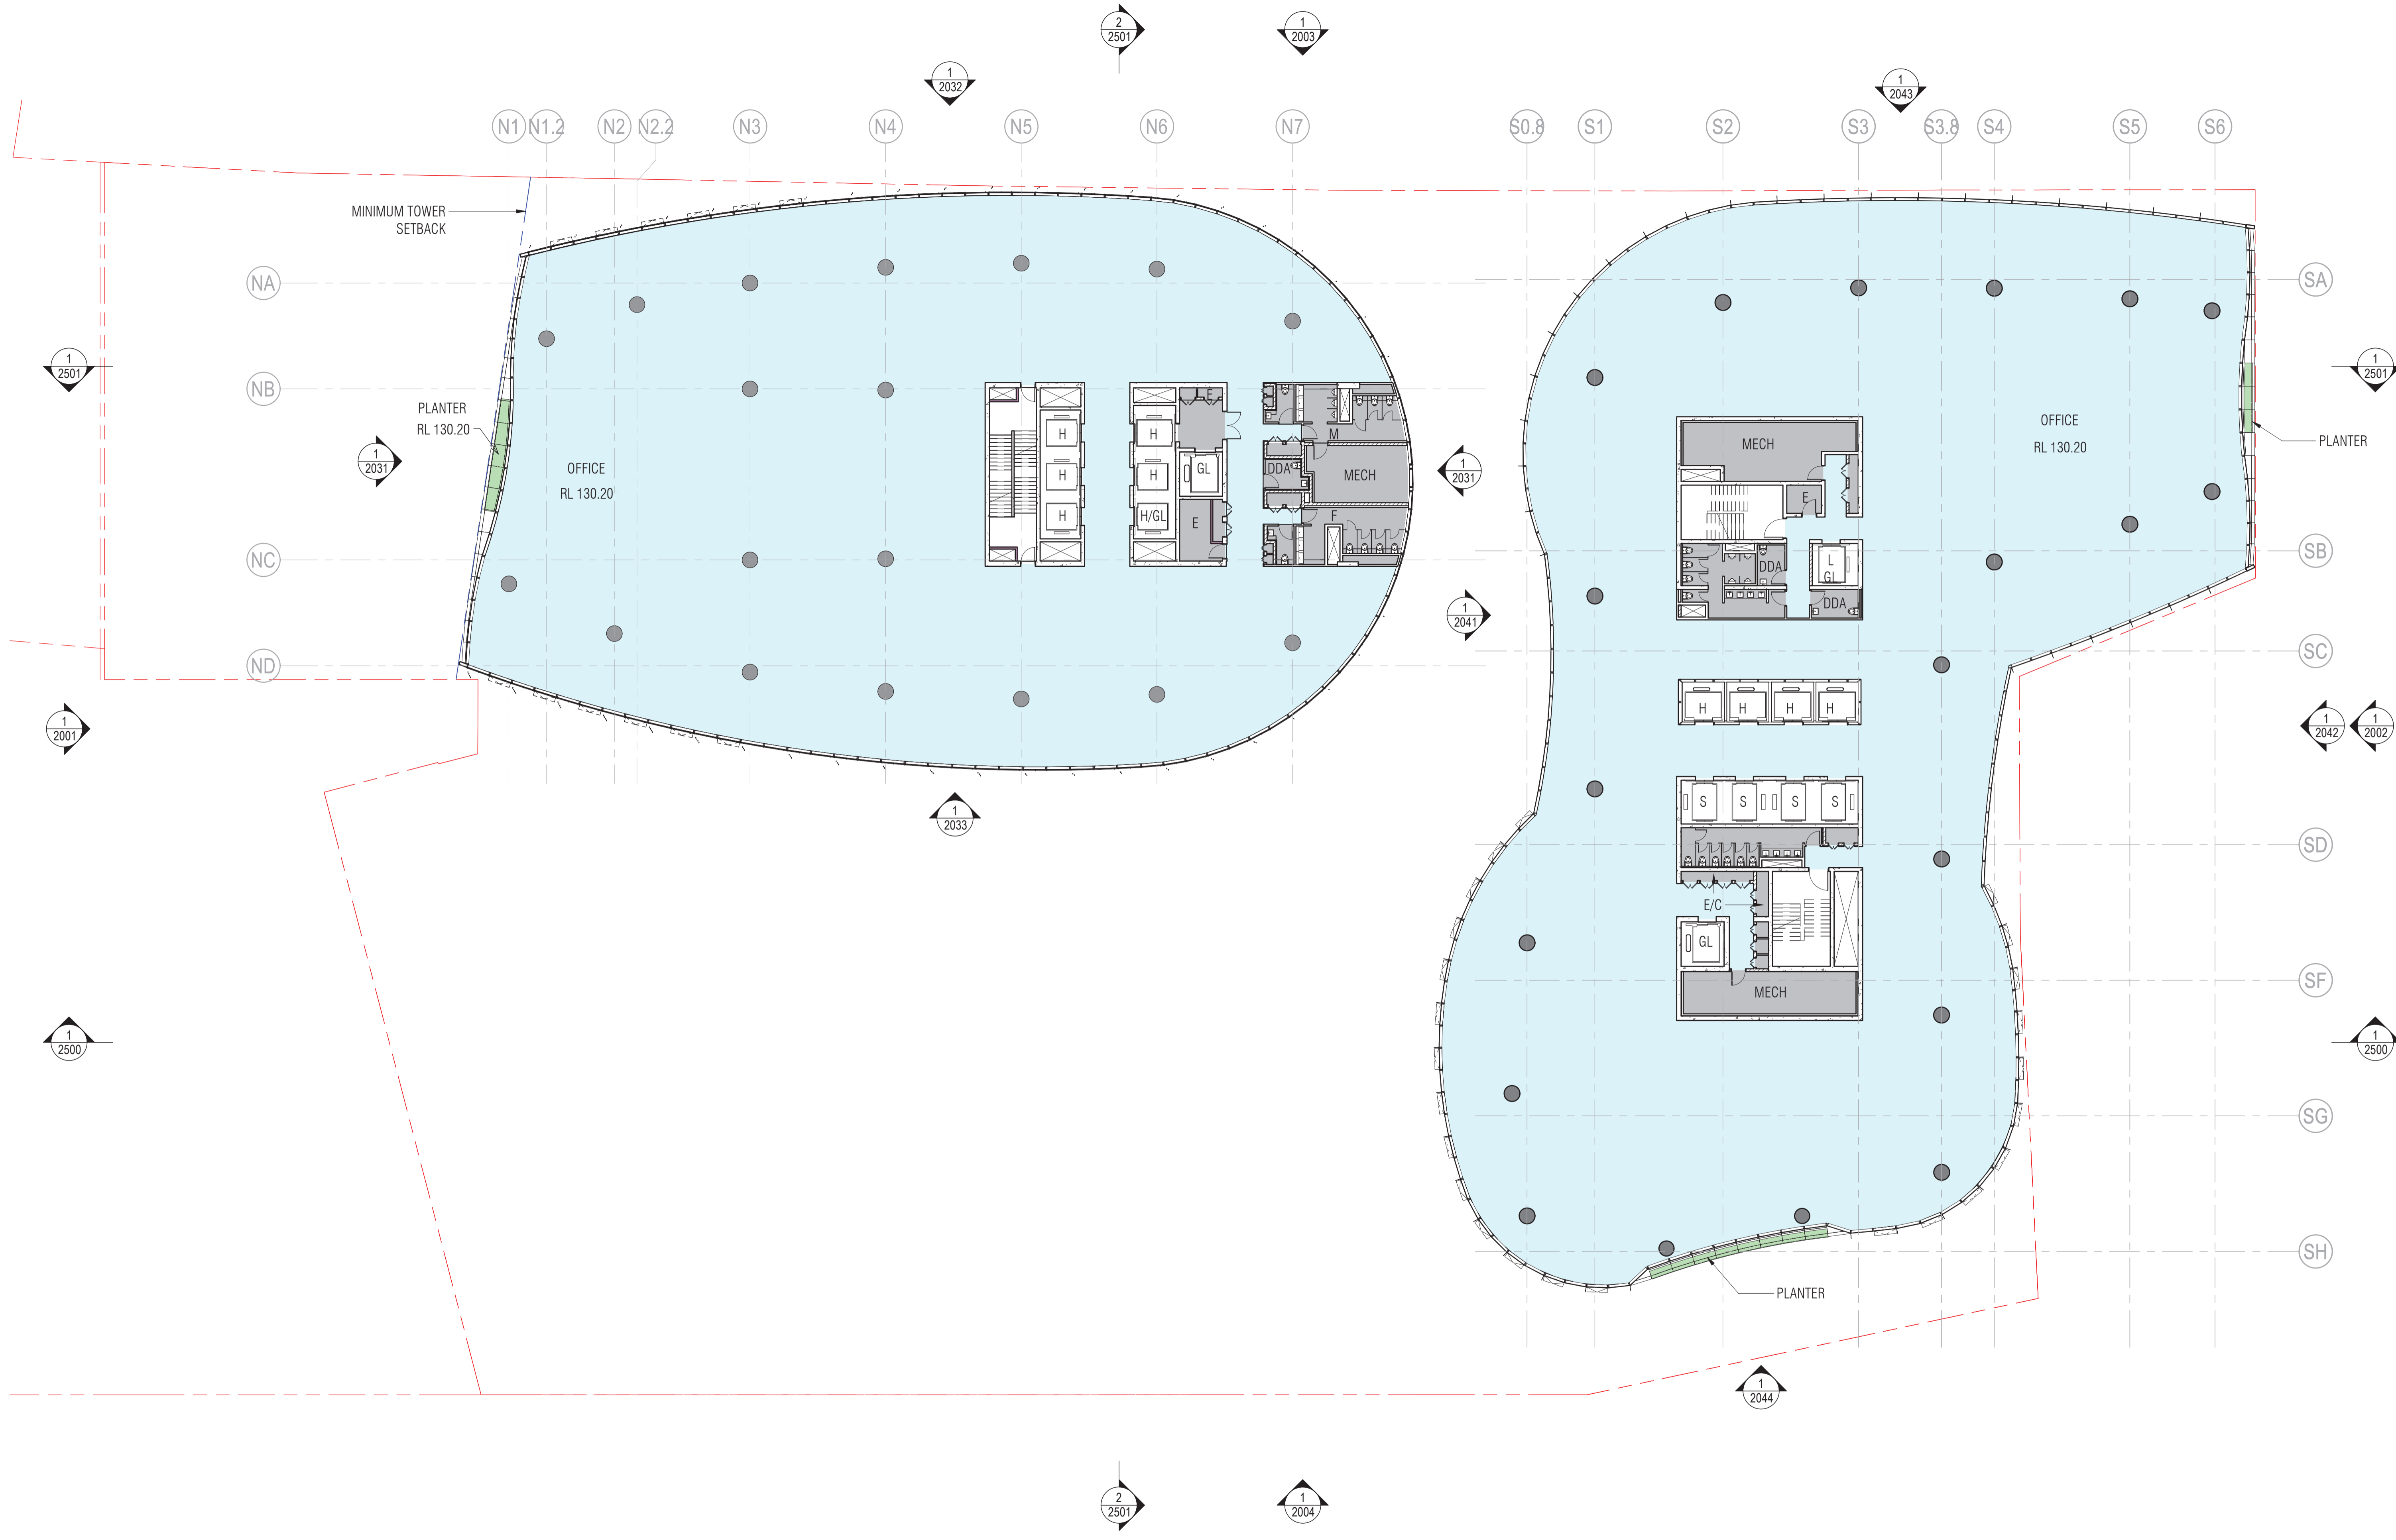 2
2501
1
2003
1
2032
1
2043
N1
N1.2
N2
N2.2
N3
N4
N5
N6
N7
S0.8
S1
S2
S3
S3.8
S4
S5
S6
MINIMUM TOWER
SETBACK
NA
SA
1
2501
1
2501
NB
PLANTER
RL 130.20
OFFICE
RL 130.20
1
2031
H
H
H
H
H
H/GL
E
GL
E
M
DDA
MECH
F
1
2031
MECH
E
OFFICE
RL 130.20
PLANTER
NC
SB
DDA
L
GL
DDA
1
2041
ND
SC
H
H
H
H
1
2001
1
2042
1
2002
1
2033
S
S
S
S
SD
E/C
GL
SF
MECH
1
2500
1
2500
SG
SH
PLANTER
1
2044
2
2501
1
2004